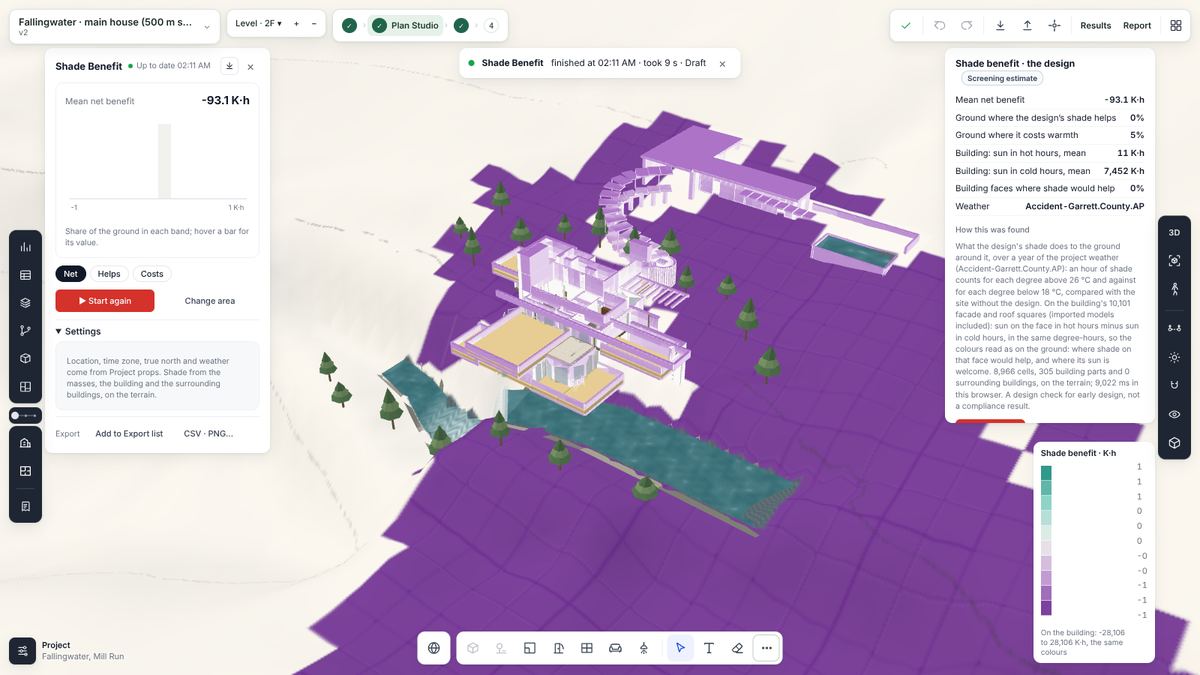 Fallingwater · main house (500 m s...
v2
Level · 2F ▾ + −
Plan Studio
4
Results
Report
Shade Benefit
Up to date 02:11 AM
×
Mean net benefit
-93.1 K·h
-1
1 K·h
Share of the ground in each band; hover a bar for
its value.
Net
Helps
Costs
▶ Start again
Change area
▼ Settings
Location, time zone, true north and weather
come from Project props. Shade from the
masses, the building and the surrounding
buildings, on the terrain.
Export
Add to Export list
CSV · PNG...
Shade Benefit finished at 02:11 AM · took 9 s · Draft ×
Shade benefit · the design
Screening estimate
Mean net benefit -93.1 K·h
Ground where the design's shade helps 0%
Ground where it costs warmth 5%
Building: sun in hot hours, mean 11 K·h
Building: sun in cold hours, mean 7,452 K·h
Building faces where shade would help 0%
Weather Accident-Garrett.County.AP
How this was found
What the design's shade does to the ground
around it, over a year of the project weather
(Accident-Garrett.County.AP): an hour of shade
counts for each degree above 26 °C and against
for each degree below 18 °C, compared with the
site without the design. On the building's 10,101
facade and roof squares (imported models
included): sun on the face in hot hours minus sun
in cold hours, in the same degree-hours, so the
colours read as on the ground: where shade on
that face would help, and where its sun is
welcome. 8,966 cells, 305 building parts and 0
surrounding buildings, on the terrain; 9,022 ms in
this browser. A design check for early design, not
a compliance result.
3D
Shade benefit · K·h
1
1
1
0
0
0
-0
-0
-1
-1
-1
On the building: -28,106
to 28,106 K·h, the same
colours
Project
Fallingwater, Mill Run